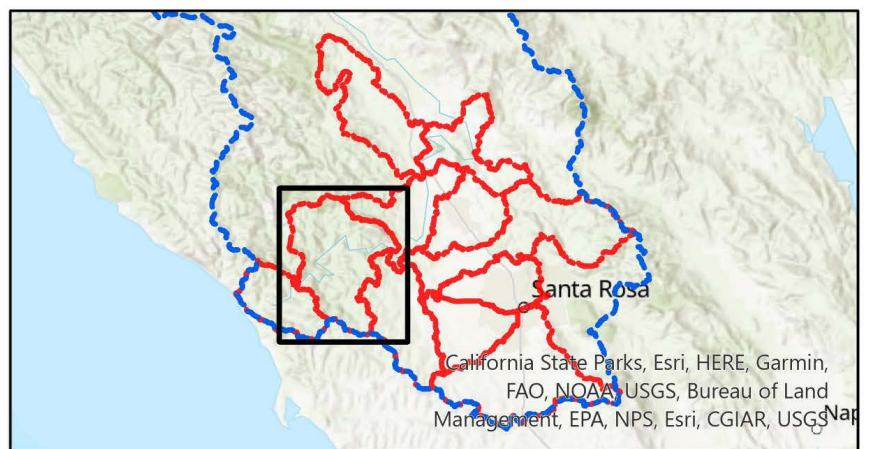 Santa Rosa
California State Parks, Esri, HERE, Garmin,
FAO, NOAA, USGS, Bureau of Land
Management, EPA, NPS, Esri, CGIAR, USGS
Nap